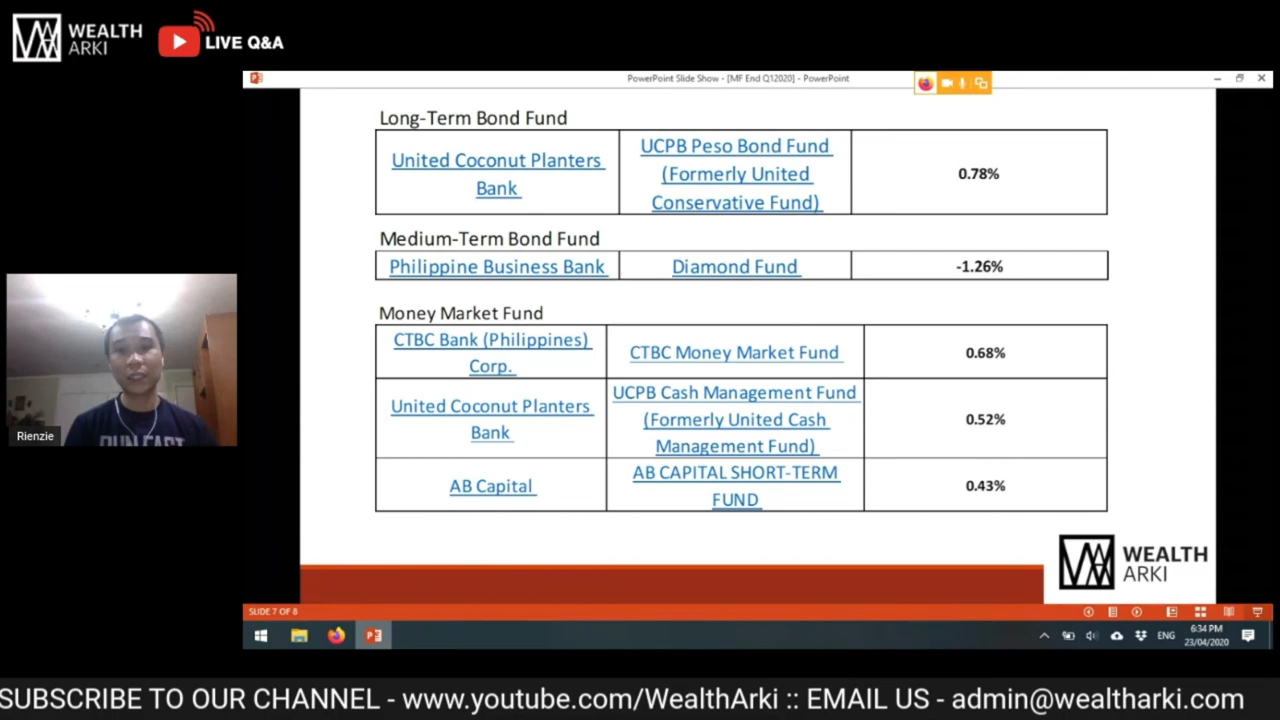 WEALTH
ARKI
LIVE Q&A
PowerPoint Slide Show - [MF End Q12020] - PowerPoint
Long-Term Bond Fund
United Coconut Planters
Bank
UCPB Peso Bond Fund
(Formerly United
Conservative Fund)
0.78%
Medium-Term Bond Fund
Philippine Business Bank
Diamond Fund
-1.26%
Money Market Fund
CTBC Bank (Philippines)
Corp.
CTBC Money Market Fund
0.68%
United Coconut Planters
Bank
UCPB Cash Management Fund
(Formerly United Cash
Management Fund)
0.52%
AB Capital
AB CAPITAL SHORT-TERM
FUND
0.43%
Rienzie
WEALTH
ARKI
SLIDE 7 OF 8
ENG
6:34 PM
23/04/2020
SUBSCRIBE TO OUR CHANNEL - www.youtube.com/WealthArki :: EMAIL US - admin@wealtharki.com